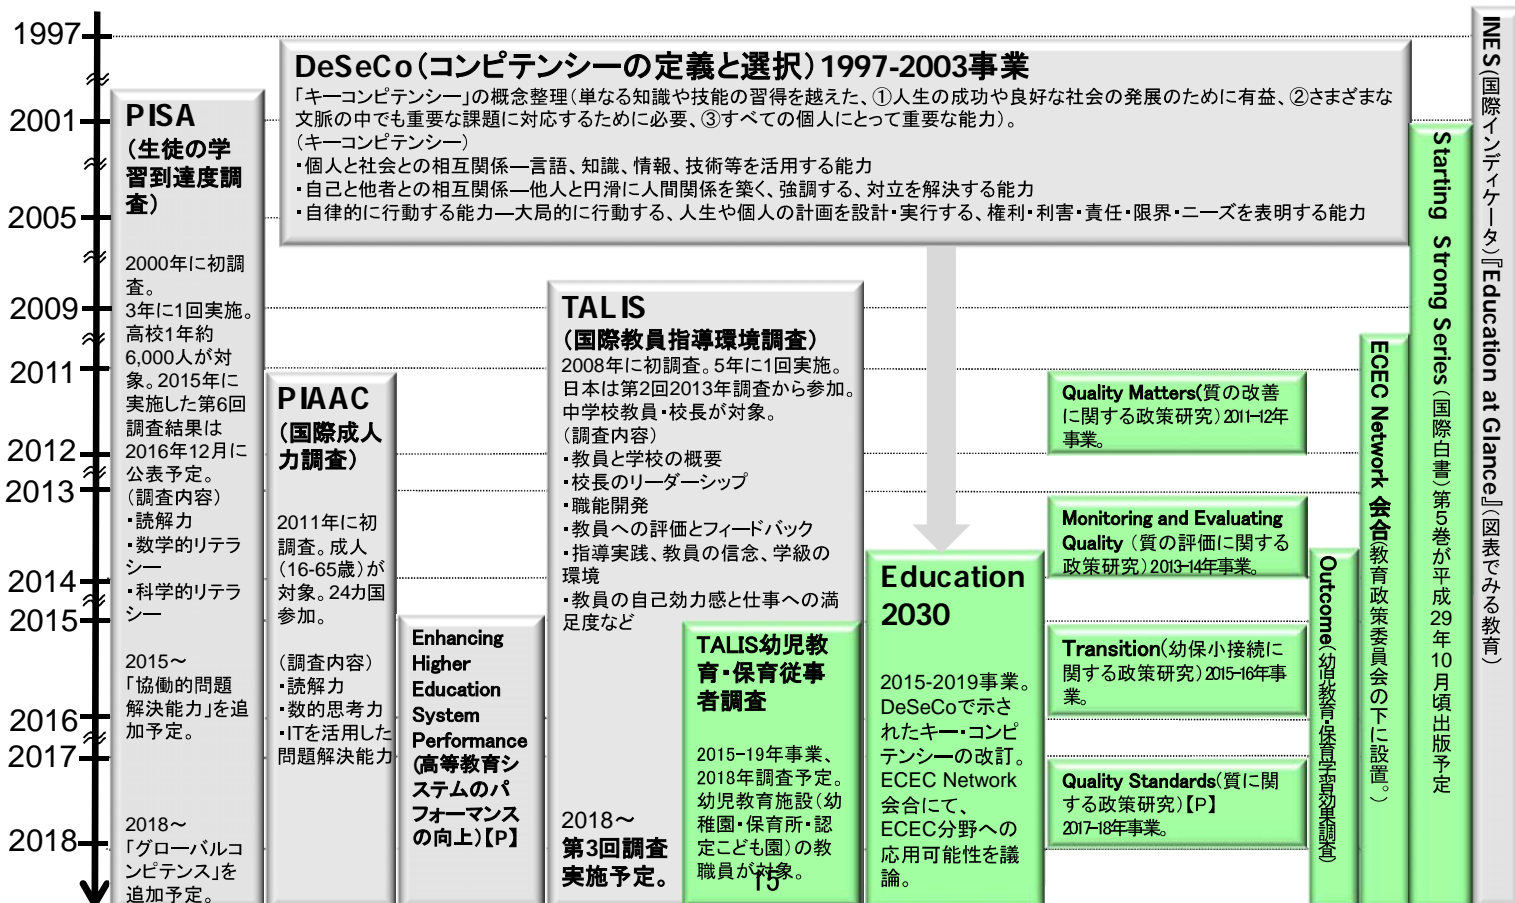 1997
2001
2005
2009
2011
2012
2013
2014
2015
2016
2017
2018
DeSeCo(コンピテンシーの定義と選択)1997-2003事業
「キーコンピテンシー」の概念整理(単なる知識や技能の習得を越えた、①人生の成功や良好な社会の発展のために有益、②さまざまな
文脈の中でも重要な課題に対応するために必要、③すべての個人にとって重要な能力)。
(キーコンピテンシー)
・個人と社会との相互関係―言語、知識、情報、技術等を活用する能力
・自己と他者との相互関係―他人と円滑に人間関係を築く、強調する、対立を解決する能力
・自律的に行動する能力―大局的に行動する、人生や個人の計画を設計・実行する、権利・利害・責任・限界・ニーズを表明する能力
PISA
(生徒の学
習到達度調
査)
2000年に初調
査。
3年に1回実施。
高校1年約
6,000人が対
象。2015年に
実施した第6回
調査結果は
2016年12月に
公表予定。
(調査内容)
・読解力
・数学的リテラ
シー
・科学的リテラ
シー
2015～
「協働的問題
解決能力」を追
加予定。
2018～
「グローバルコ
ンピテンス」を
追加予定。
PIAAC
(国際成人
力調査)
2011年に初
調査。成人
(16-65歳)が
対象。24カ国
参加。
(調査内容)
・読解力
・数的思考力
・ITを活用した
問題解決能力
Enhancing
Higher
Education
System
Performance
(高等教育シ
ステムのパ
フォーマンス
の向上)【P】
TALIS
(国際教員指導環境調査)
2008年に初調査。5年に1回実施。
日本は第2回2013年調査から参加。
中学校教員・校長が対象。
(調査内容)
・教員と学校の概要
・校長のリーダーシップ
・職能開発
・教員への評価とフィードバック
・指導実践、教員の信念、学級の
環境
・教員の自己効力感と仕事への満
足度など
2018～
第3回調査
実施予定。
TALIS幼児教
育・保育従事
者調査
2015-19年事業、
2018年調査予定。
幼児教育施設(幼
稚園・保育所・認
定こども園)の教
職員が対象。
15
Education
2030
2015-2019事業。
DeSeCoで示さ
れたキー・コンピ
テンシーの改訂。
ECEC Network
会合にて、
ECEC分野への
応用可能性を議
論。
Quality Matters(質の改善
に関する政策研究)2011-12年
事業。
Monitoring and Evaluating
Quality (質の評価に関する
政策研究)2013-14年事業。
Transition(幼保小接続に
関する政策研究)2015-16年事
業。
Quality Standards(質に関
する政策研究)【P】
2017-18年事業。
Outcome(幼児教育・保育学習効果調査)
ECEC Network 会合(教育政策委員会の下に設置。)
Starting Strong Series(国際白書)第5巻が平成29年10月頃出版予定
INES(国際インディケータ)『Education at Glance』(図表でみる教育)